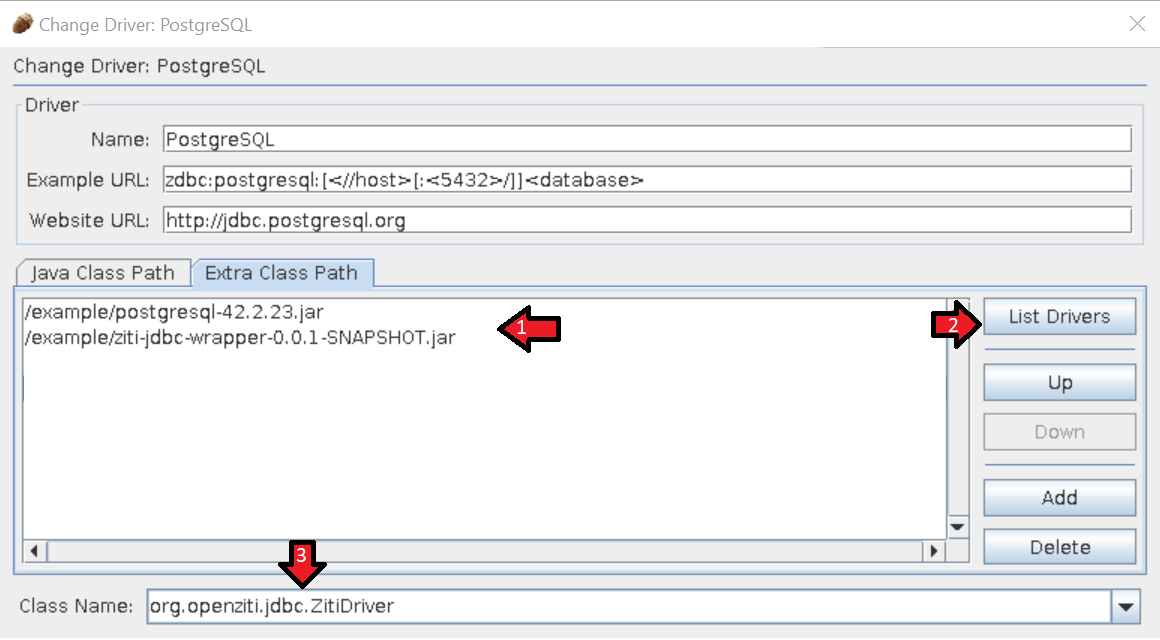 Change Driver: PostgreSQL
Change Driver: PostgreSQL
Driver
Name: PostgreSQL
Example URL: zdbc:postgresql:[<//host>[:<5432>/]]<database>
Website URL: http://jdbc.postgresql.org
Java Class Path Extra Class Path
/example/postgresql-42.2.23.jar
/example/ziti-jdbc-wrapper-0.0.1-SNAPSHOT.jar
1
2
List Drivers
Up
Down
Add
Delete
3
Class Name: org.openziti.jdbc.ZitiDriver